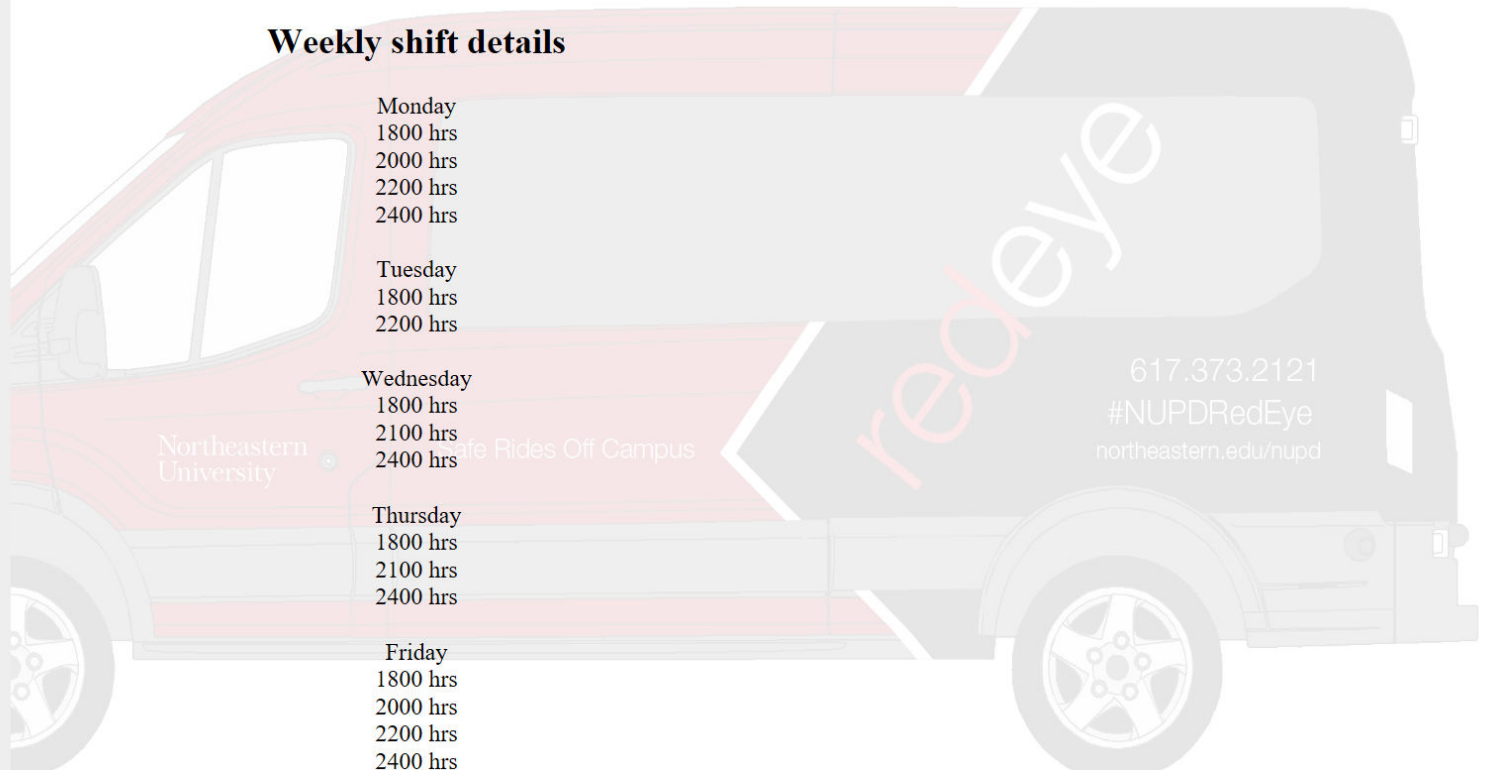 Weekly shift details
Monday
1800 hrs
2000 hrs
2200 hrs
2400 hrs
Tuesday
1800 hrs
2200 hrs
Wednesday
1800 hrs
2100 hrs
2400 hrs
Thursday
1800 hrs
2100 hrs
2400 hrs
Friday
1800 hrs
2000 hrs
2200 hrs
2400 hrs
redeye
617.373.2121
#NUPDRedEye
northeastern.edu/nupd
Northeastern
University
Safe Rides Off Campus